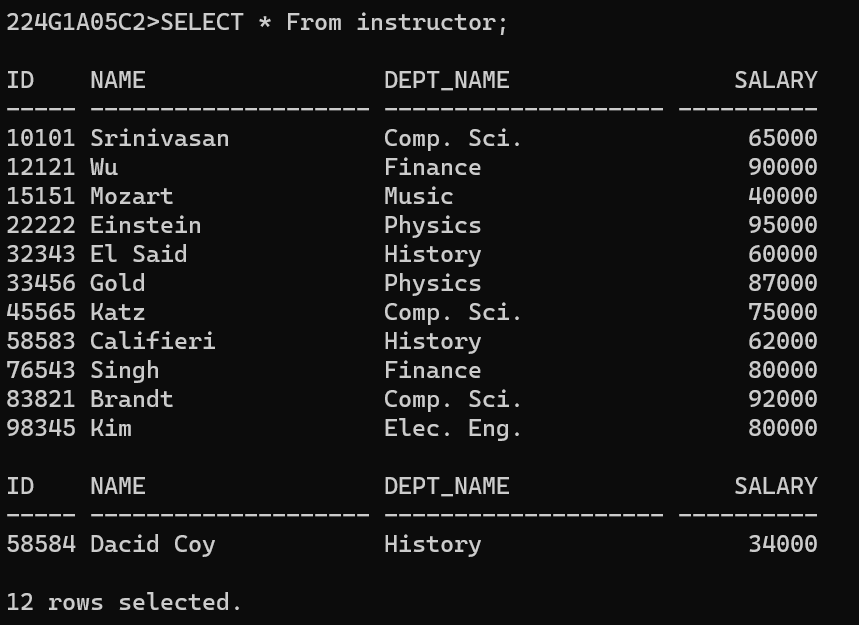 224G1A05C2>SELECT * From instructor;
ID    NAME                 DEPT_NAME                SALARY
----- -------------------- -------------------- ----------
10101 Srinivasan           Comp. Sci.                65000
12121 Wu                   Finance                   90000
15151 Mozart               Music                     40000
22222 Einstein             Physics                   95000
32343 El Said              History                   60000
33456 Gold                 Physics                   87000
45565 Katz                 Comp. Sci.                75000
58583 Califieri            History                   62000
76543 Singh                Finance                   80000
83821 Brandt               Comp. Sci.                92000
98345 Kim                  Elec. Eng.                80000
ID    NAME                 DEPT_NAME                SALARY
----- -------------------- -------------------- ----------
58584 Dacid Coy            History                   34000
12 rows selected.